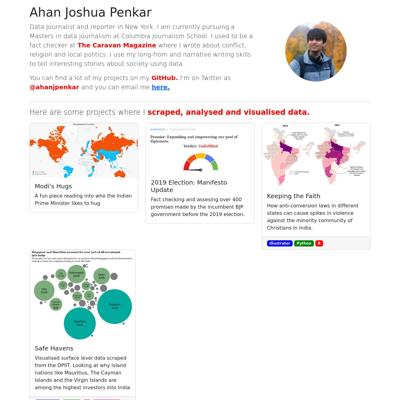 Ahan Joshua Penkar
Data Journalist and reporter in New York. I am currently pursuing a
Masters in data journalism at Columbia Journalism School. I used to be a
fact checker at The Caravan Magazine where I wrote about conflict,
religion and local politics. I use my long-from and narrative writing skills
to tell interesting stories about society using data.
You can find a lot of my projects on my GitHub. I'm on Twitter as
@ahanjpenkar and you can email me here.
Here are some projects where I scraped, analysed and visualised data.
Modi's Hugs
A fun piece reading into who the Indian
Prime Minister likes to hug
Promise: Expanding and empowering our pool of
diplomats.
Verdict: Unfulfilled
2019 Election: Manifesto
Update
Fact checking and assessing over 400
promises made by the incumbent BJP
government before the 2019 election.
Keeping the Faith
How anti-conversion laws in different
states can cause spikes in violence
against the minority community of
Christians in India.
Illustrator Python R
Singapore and Mauritius account for over 50% of all investment
into India
Safe Havens
Visualised surface level data scraped
from the DPIIT. Looking at why island
nations like Mauritius, The Cayman
Islands and the Virgin Islands are
among the highest investors into India